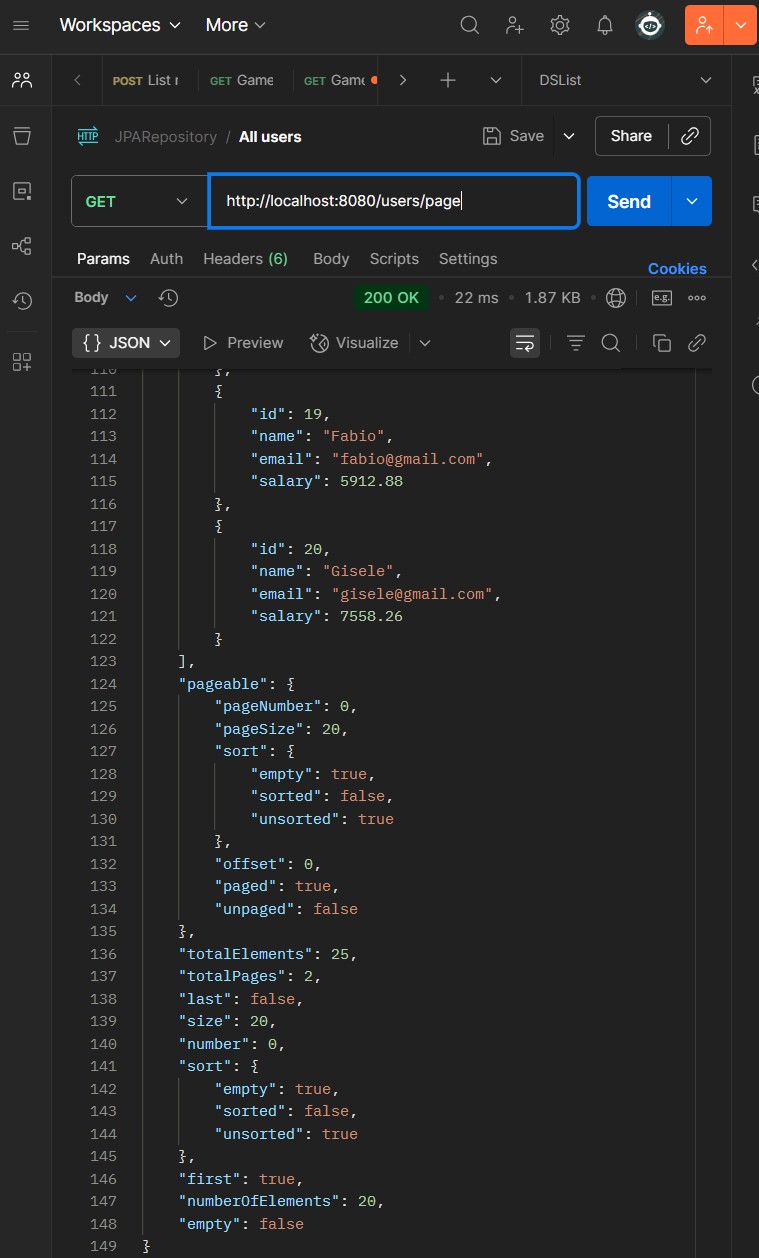 Workspaces More
POST List r GET Game GET Game DSList
HTTP JPARepository / All users Save Share
GET http://localhost:8080/users/page Send
Params Auth Headers (6) Body Scripts Settings Cookies
Body 200 OK • 22 ms • 1.87 KB • e.g.
{} JSON Preview Visualize
110 },
111 {
112 "id": 19,
113 "name": "Fabio",
114 "email": "fabio@gmail.com",
115 "salary": 5912.88
116 },
117 {
118 "id": 20,
119 "name": "Gisele",
120 "email": "gisele@gmail.com",
121 "salary": 7558.26
122 }
123 ],
124 "pageable": {
125 "pageNumber": 0,
126 "pageSize": 20,
127 "sort": {
128 "empty": true,
129 "sorted": false,
130 "unsorted": true
131 },
132 "offset": 0,
133 "paged": true,
134 "unpaged": false
135 },
136 "totalElements": 25,
137 "totalPages": 2,
138 "last": false,
139 "size": 20,
140 "number": 0,
141 "sort": {
142 "empty": true,
143 "sorted": false,
144 "unsorted": true
145 },
146 "first": true,
147 "numberOfElements": 20,
148 "empty": false
149 }